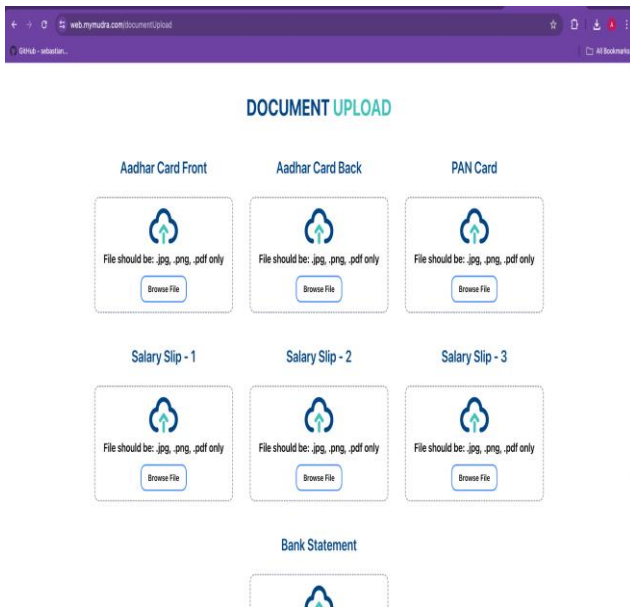 web.mymudra.com/documentUpload
GitHub - sebastian...
All Bookmarks
DOCUMENT UPLOAD
Aadhar Card Front
Aadhar Card Back
PAN Card
File should be: .jpg, .png, .pdf only
File should be: .jpg, .png, .pdf only
File should be: .jpg, .png, .pdf only
Browse File
Browse File
Browse File
Salary Slip - 1
Salary Slip - 2
Salary Slip - 3
File should be: .jpg, .png, .pdf only
File should be: .jpg, .png, .pdf only
File should be: .jpg, .png, .pdf only
Browse File
Browse File
Browse File
Bank Statement